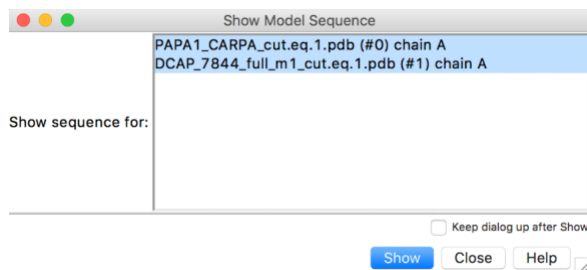 Show Model Sequence
PAPA1_CARPA_cut.eq.1.pdb (#0) chain A
DCAP_7844_full_m1_cut.eq.1.pdb (#1) chain A
Show sequence for:
Keep dialog up after Show
Show Close Help